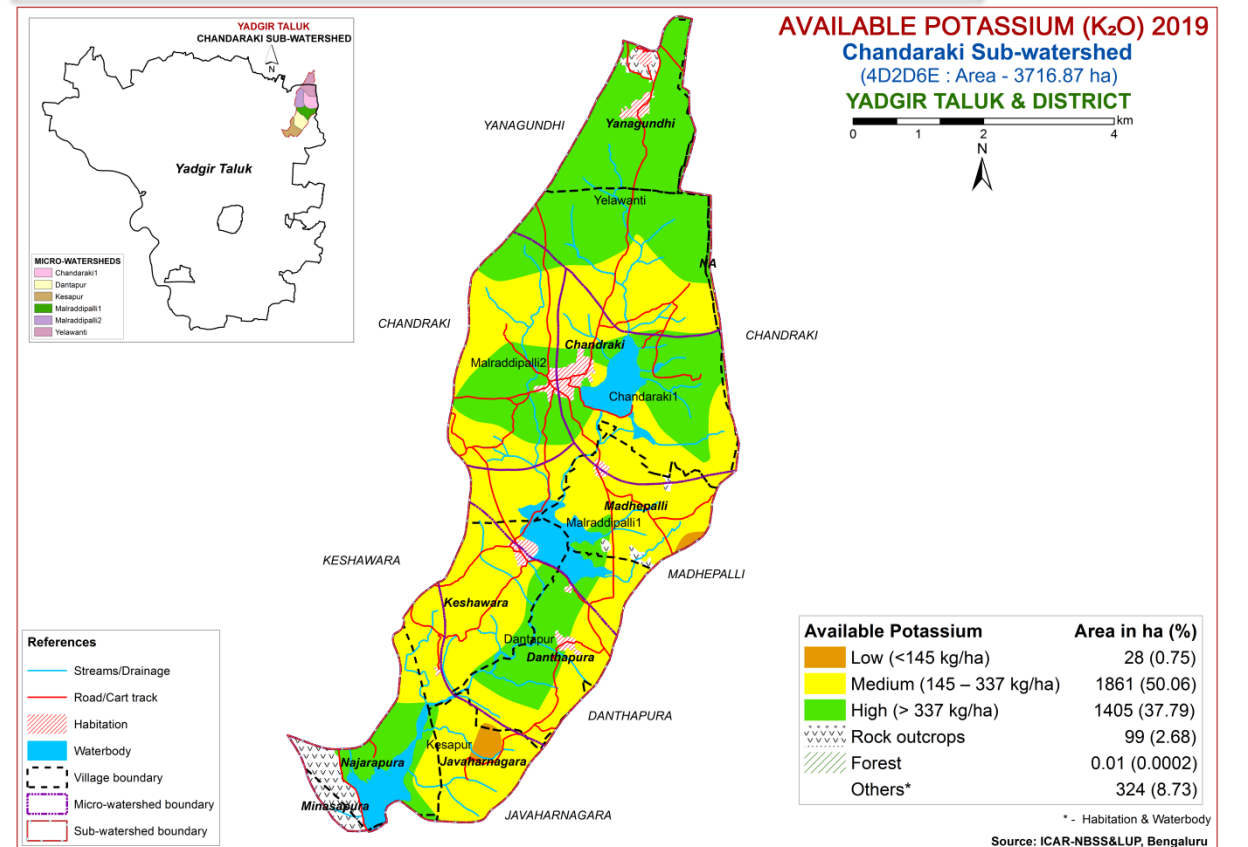 AVAILABLE POTASSIUM (K₂O) 2019
Chandaraki Sub-watershed
(4D2D6E : Area - 3716.87 ha)
YADGIR TALUK & DISTRICT
0 1 2 4 km
N
YADGIR TALUK
CHANDARAKI SUB-WATERSHED
N
Yadgir Taluk
MICRO-WATERSHEDS
Chandaraki1
Dantapur
Kesapur
Malraddipalli1
Malraddipalli2
Yelawanti
YANAGUNDHI
Yanagundhi
Yelawanti
NA
CHANDRAKI
CHANDRAKI
Chandraki
Malraddipalli2
Chandaraki1
Madhepalli
Malraddipalli1
KESHAWARA
MADHEPALLI
Keshawara
Dantapur
Danthapura
DANTHAPURA
Kesapur
Javaharnagara
Najarapura
Minasapura
JAVAHARNAGARA
References
Streams/Drainage
Road/Cart track
Habitation
Waterbody
Village boundary
Micro-watershed boundary
Sub-watershed boundary
Available Potassium Area in ha (%)
Low (<145 kg/ha) 28 (0.75)
Medium (145 – 337 kg/ha) 1861 (50.06)
High (> 337 kg/ha) 1405 (37.79)
Rock outcrops 99 (2.68)
Forest 0.01 (0.0002)
Others* 324 (8.73)
* - Habitation & Waterbody
Source: ICAR-NBSS&LUP, Bengaluru